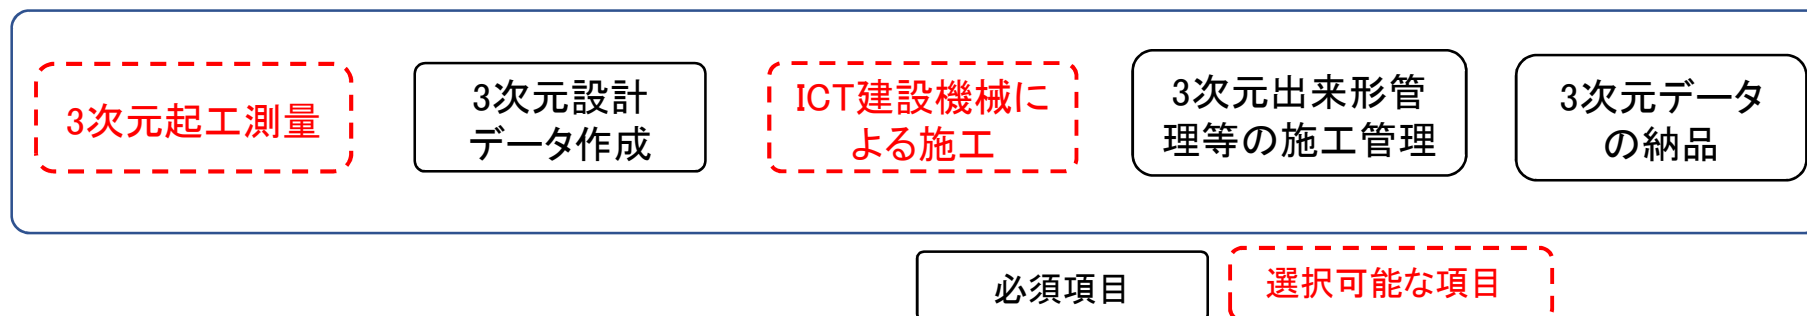 3次元起工測量
3次元設計
データ作成
ICT建設機械に
よる施工
3次元出来形管
理等の施工管理
3次元データ
の納品
必須項目
選択可能な項目